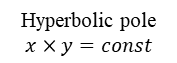 Hyperbolic pole
x × y = const